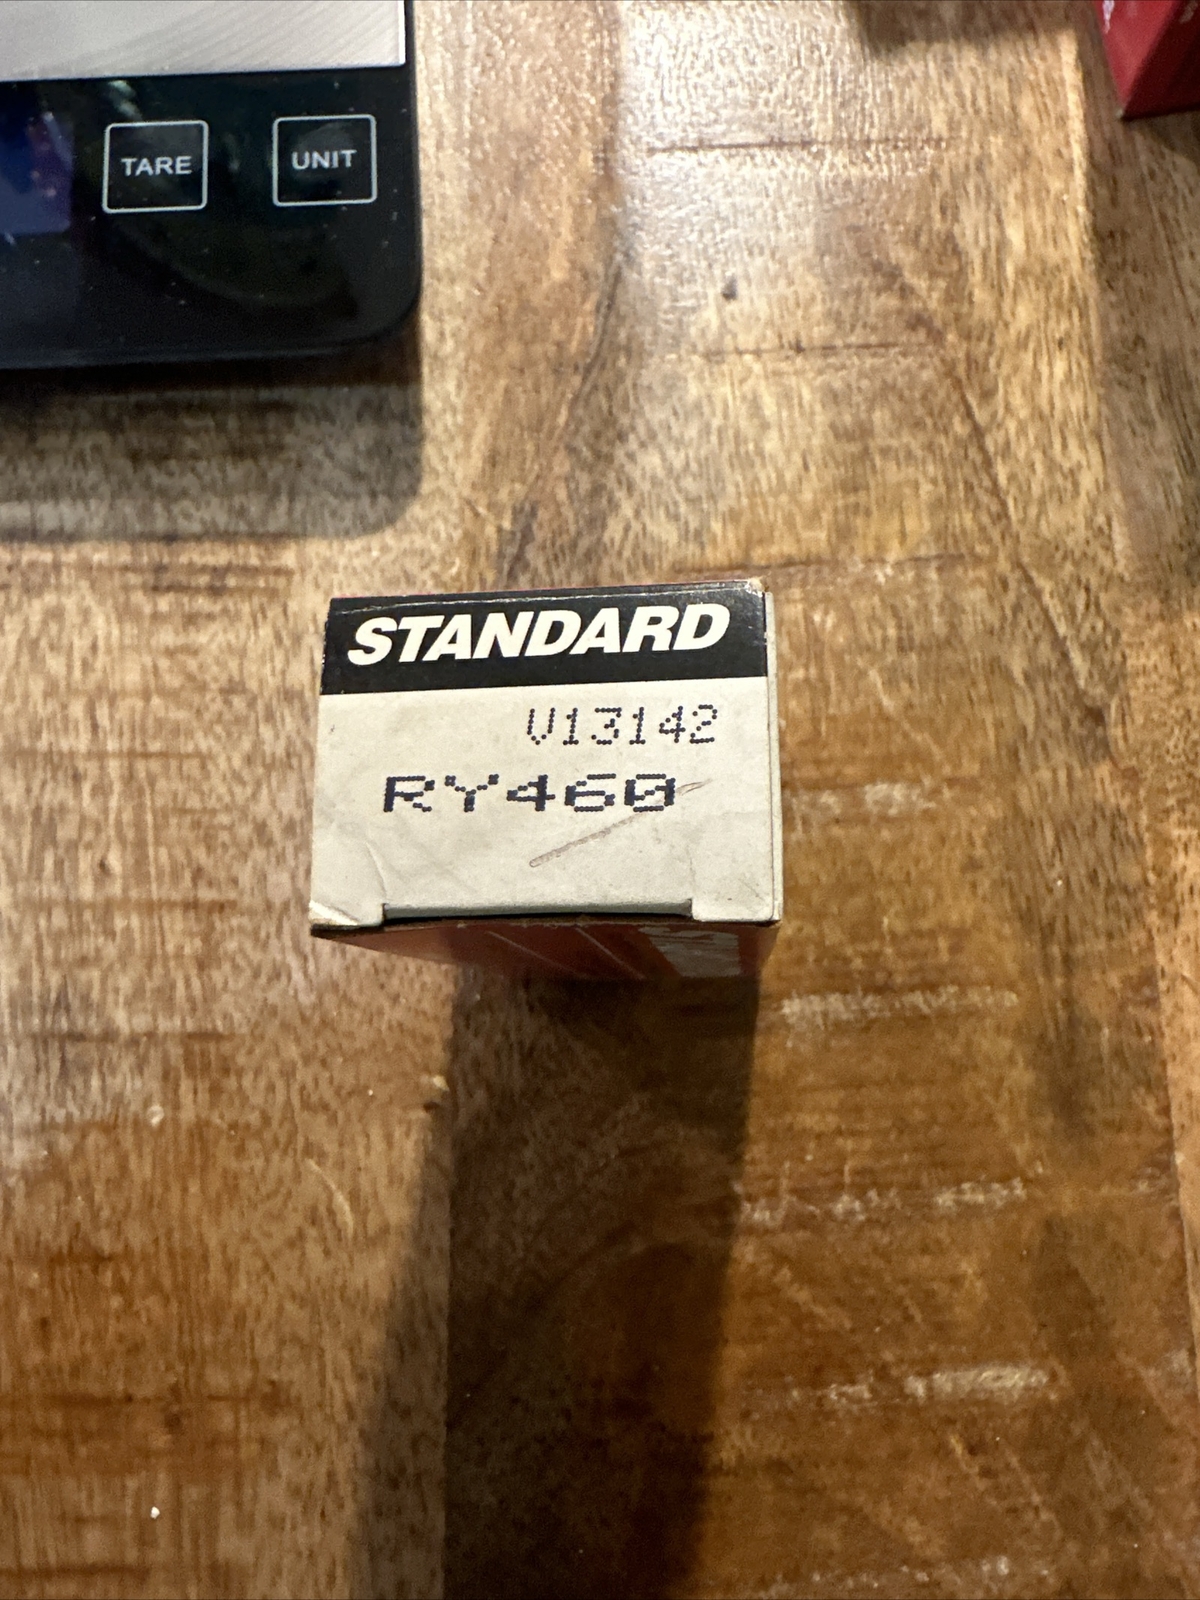 TARE
UNIT
STANDARD
V13142
RY460